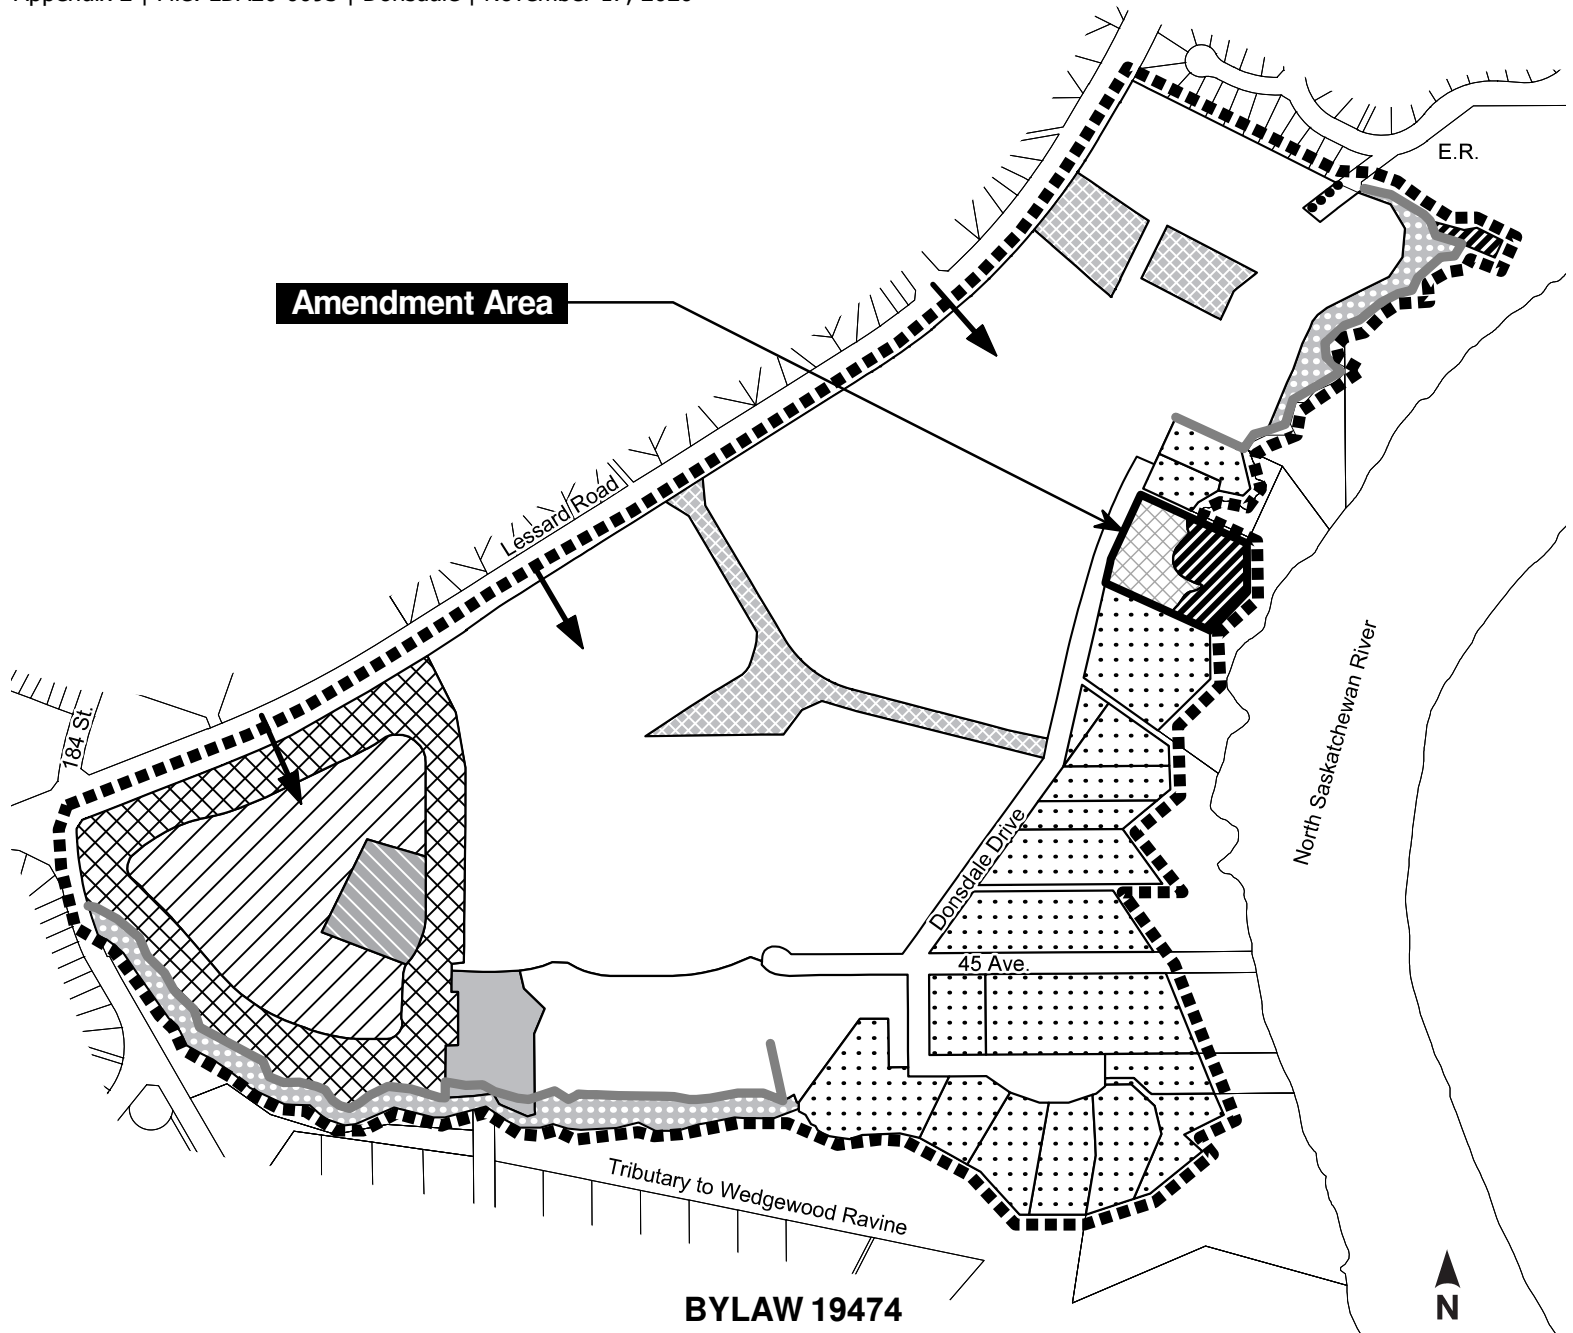 E.R.
Amendment Area
Lessard Road
184 St.
North Saskatchewan River
Donsdale Drive
45 Ave.
Tributary to Wedgewood Ravine
BYLAW 19474
N